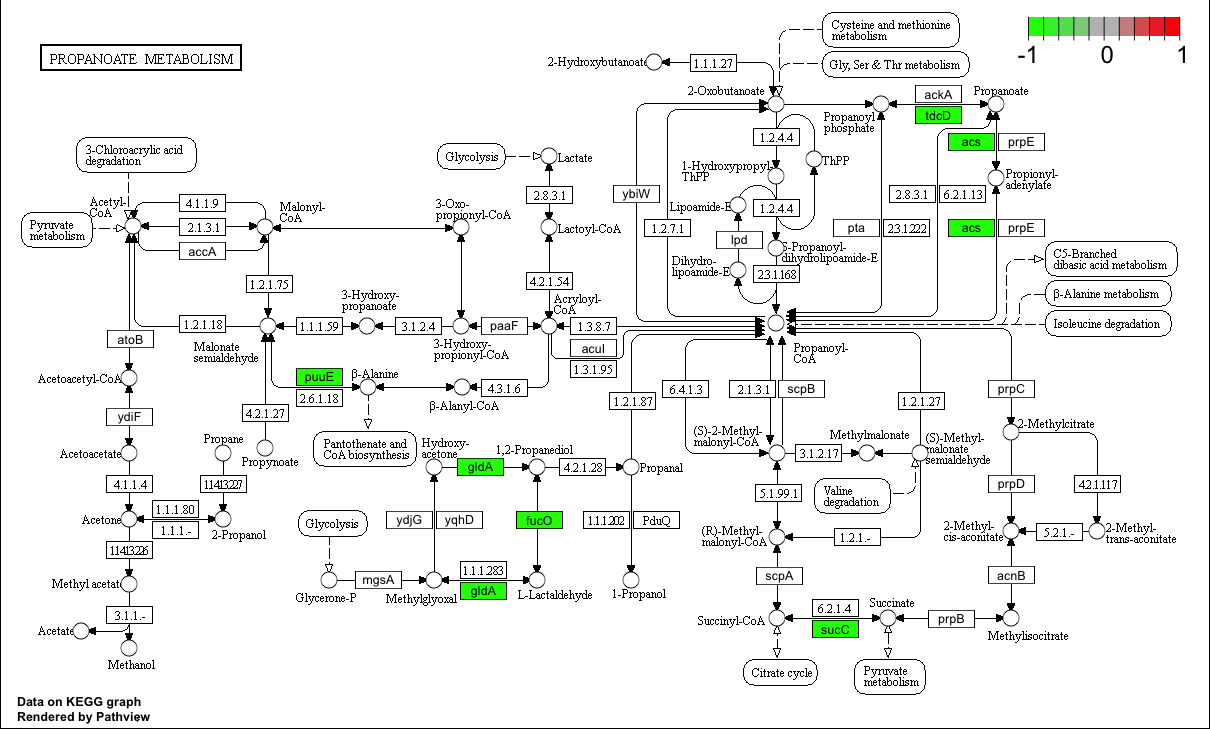 PROPANOATE METABOLISM
Cysteine and methionine
metabolism
Gly, Ser & Thr metabolism
-1
0
1
2-Hydroxybutanoate
1.1.1.27
2-Oxobutanoate
Propanoyl
phosphate
ackA
tdcD
Propanoate
acs
prpE
3-Chloroacrylic acid
degradation
Glycolysis
Lactate
1.2.4.4
ThPP
1-Hydroxypropyl-
ThPP
Propionyl-
adenylate
Acetyl-
CoA
4.1.1.9
Malonyl-
CoA
3-Oxo-
propionyl-CoA
2.8.3.1
ybiW
Lipoamide-E
1.2.4.4
2.8.3.1
6.2.1.13
Pyruvate
metabolism
2.1.3.1
Lactoyl-CoA
1.2.7.1
lpd
pta
2.3.1.222
acs
prpE
accA
S-Propanoyl-
dihydrolipoamide-E
Dihydro-
lipoamide-E
2.3.1.168
C5-Branched
dibasic acid metabolism
β-Alanine metabolism
Isoleucine degradation
1.2.1.75
4.2.1.54
3-Hydroxy-
propanoate
Acryloyl-
CoA
1.2.1.18
1.1.1.59
3.1.2.4
paaF
1.3.8.7
Malonate
semialdehyde
3-Hydroxy-
propionyl-CoA
acuI
1.3.1.95
Propanoyl-
CoA
atoB
Acetoacetyl-CoA
puuE
2.6.1.18
β-Alanine
β-Alanyl-CoA
4.3.1.6
1.2.1.87
6.4.1.3
2.1.3.1
scpB
1.2.1.27
prpC
ydiF
4.2.1.27
Pantothenate and
CoA biosynthesis
2-Methylcitrate
Acetoacetate
Propane
Propynoate
Hydroxy-
acetone
gldA
1,2-Propanediol
4.2.1.28
Propanal
(S)-2-Methyl-
malonyl-CoA
3.1.2.17
Methylmalonate
(S)-Methyl-
malonate
semialdehyde
4.1.1.4
1.14.13.227
Valine
degradation
5.1.99.1
prpD
4.2.1.117
Acetone
1.1.1.80
1.1.1.-
2-Propanol
Glycolysis
ydjG
yqhD
fucO
1.1.1.202
PduQ
(R)-Methyl-
malonyl-CoA
1.2.1.-
2-Methyl-
cis-aconitate
5.2.1.-
2-Methyl-
trans-aconitate
1.14.13.226
Methyl acetate
Glycerone-P
mgsA
Methylglyoxal
1.1.1.283
gldA
L-Lactaldehyde
1-Propanol
scpA
acnB
3.1.1.-
Acetate
Methanol
Succinyl-CoA
6.2.1.4
sucC
Succinate
prpB
Methylisocitrate
Citrate cycle
Pyruvate
metabolism
Data on KEGG graph
Rendered by Pathview